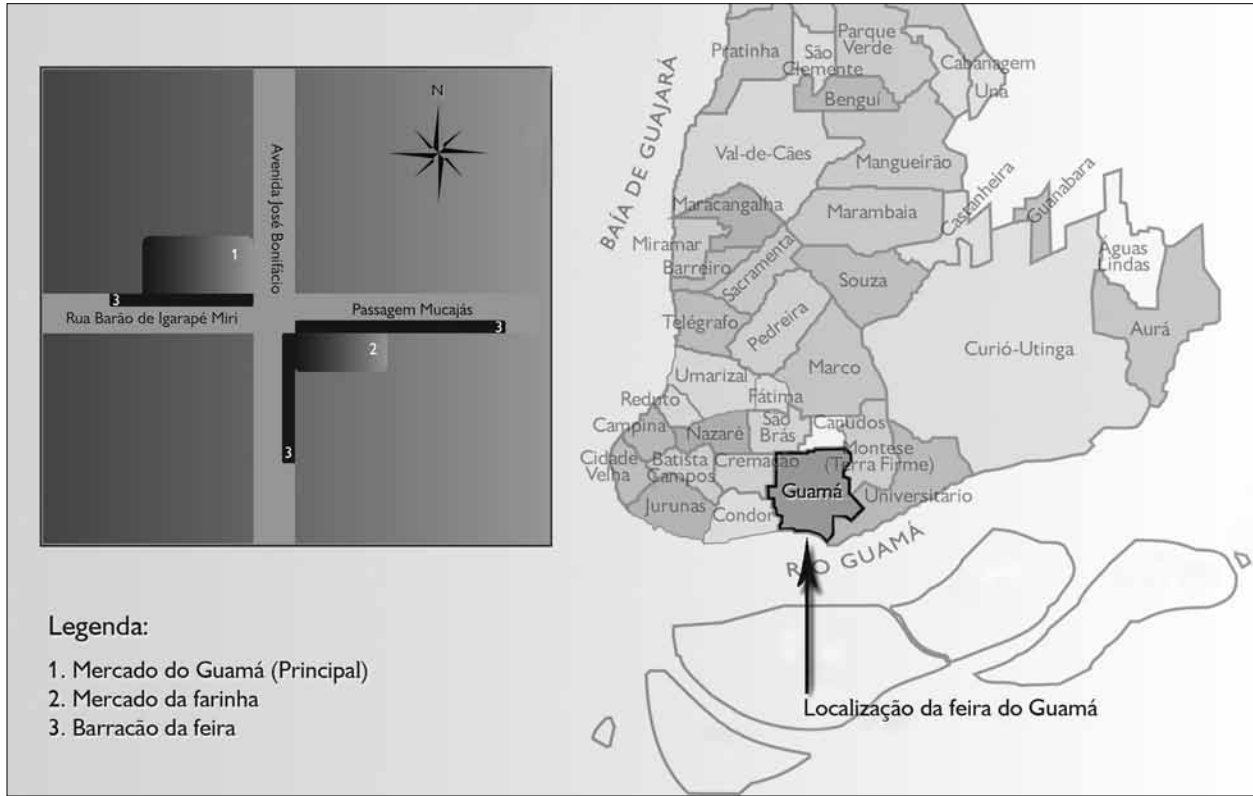 N
Avenida José Bonifácio
1
3
Rua Barão de Igarapé Miri
Passagem Mucajás
3
2
3
Legenda:
1. Mercado do Guamá (Principal)
2. Mercado da farinha
3. Barracão da feira
BAÍA DE GUAJARÁ
Pratinha
São
Clemente
Parque
Verde
Cabanagem
Una
Benguí
Val-de-Cães
Mangueirão
Maracangalha
Marambaia
Castanheira
Guanabara
Miramar
Barreiro
Sacramental
Souza
Águas
Lindas
Telégrafo
Pedreira
Aurá
Curió-Utinga
Marco
Umarizal
Fátima
Reduto
Campina
Nazaré
São
Brás
Canudos
Cidade
Velha
Batista
Campos
Cremação
Montese
(Terra Firme)
Guamá
Universitário
Jurunas
Condor
RIO GUAMÁ
Localização da feira do Guamá